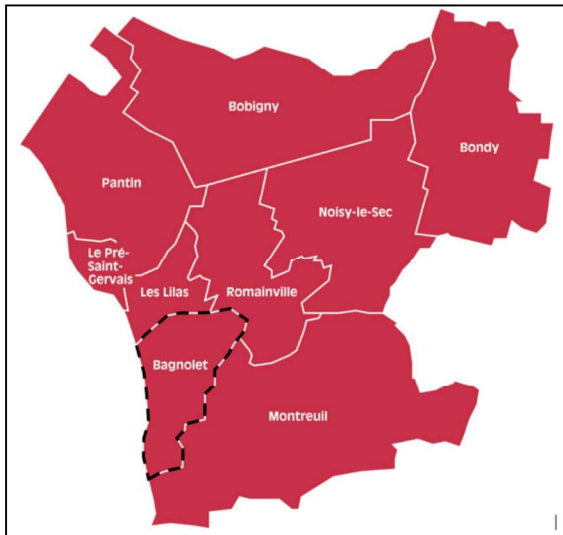 Bobigny
Bondy
Pantin
Noisy-le-Sec
Le Pré-
Saint-
Gervais
Les Lilas
Romainville
Bagnolet
Montreuil